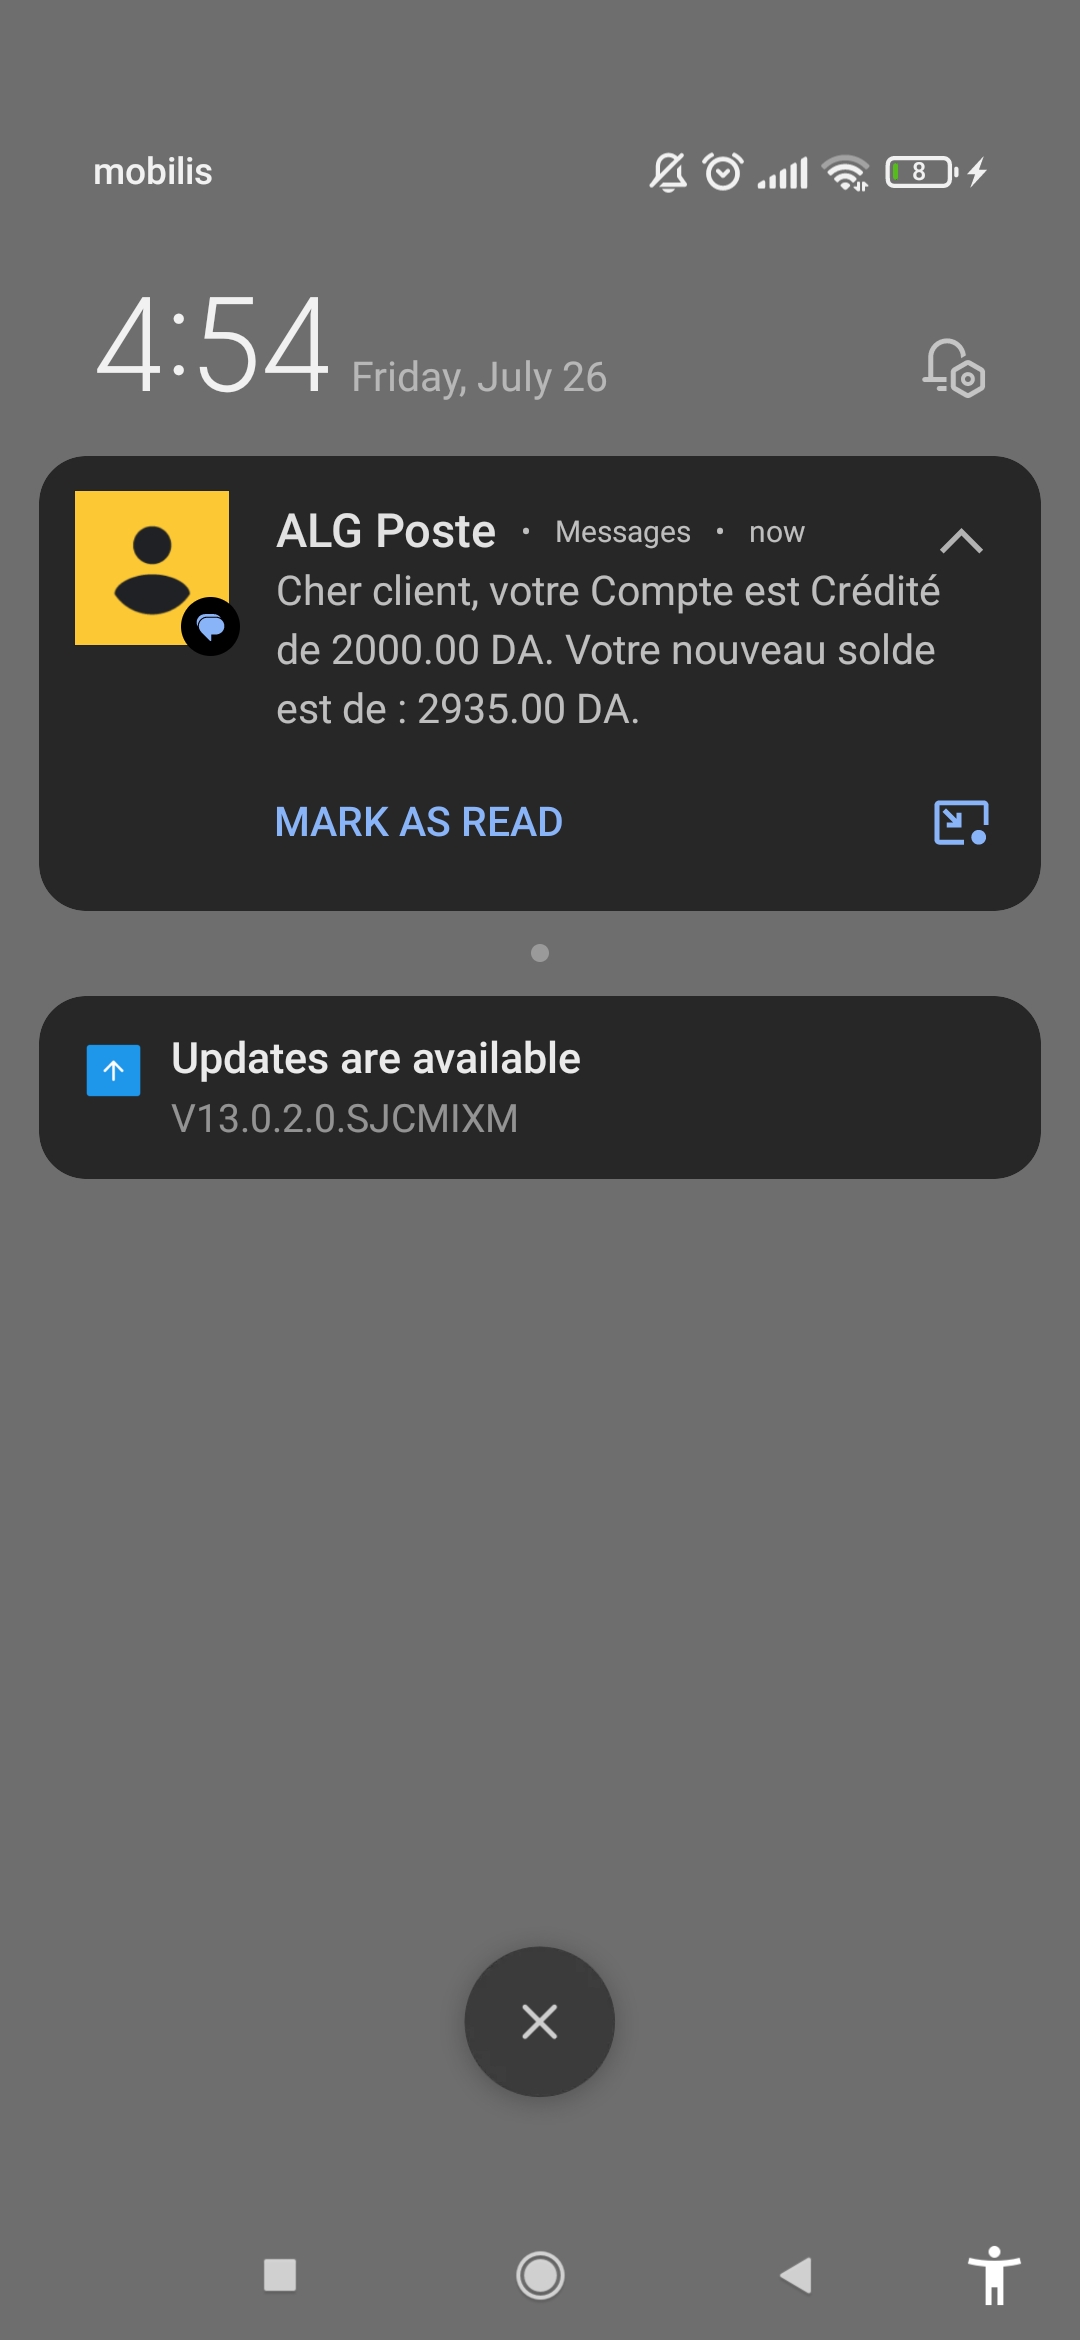 mobilis
8
4:54 Friday, July 26
ALG Poste • Messages • now
Cher client, votre Compte est Crédité
de 2000.00 DA. Votre nouveau solde
est de : 2935.00 DA.
MARK AS READ
Updates are available
V13.0.2.0.SJCMIXM